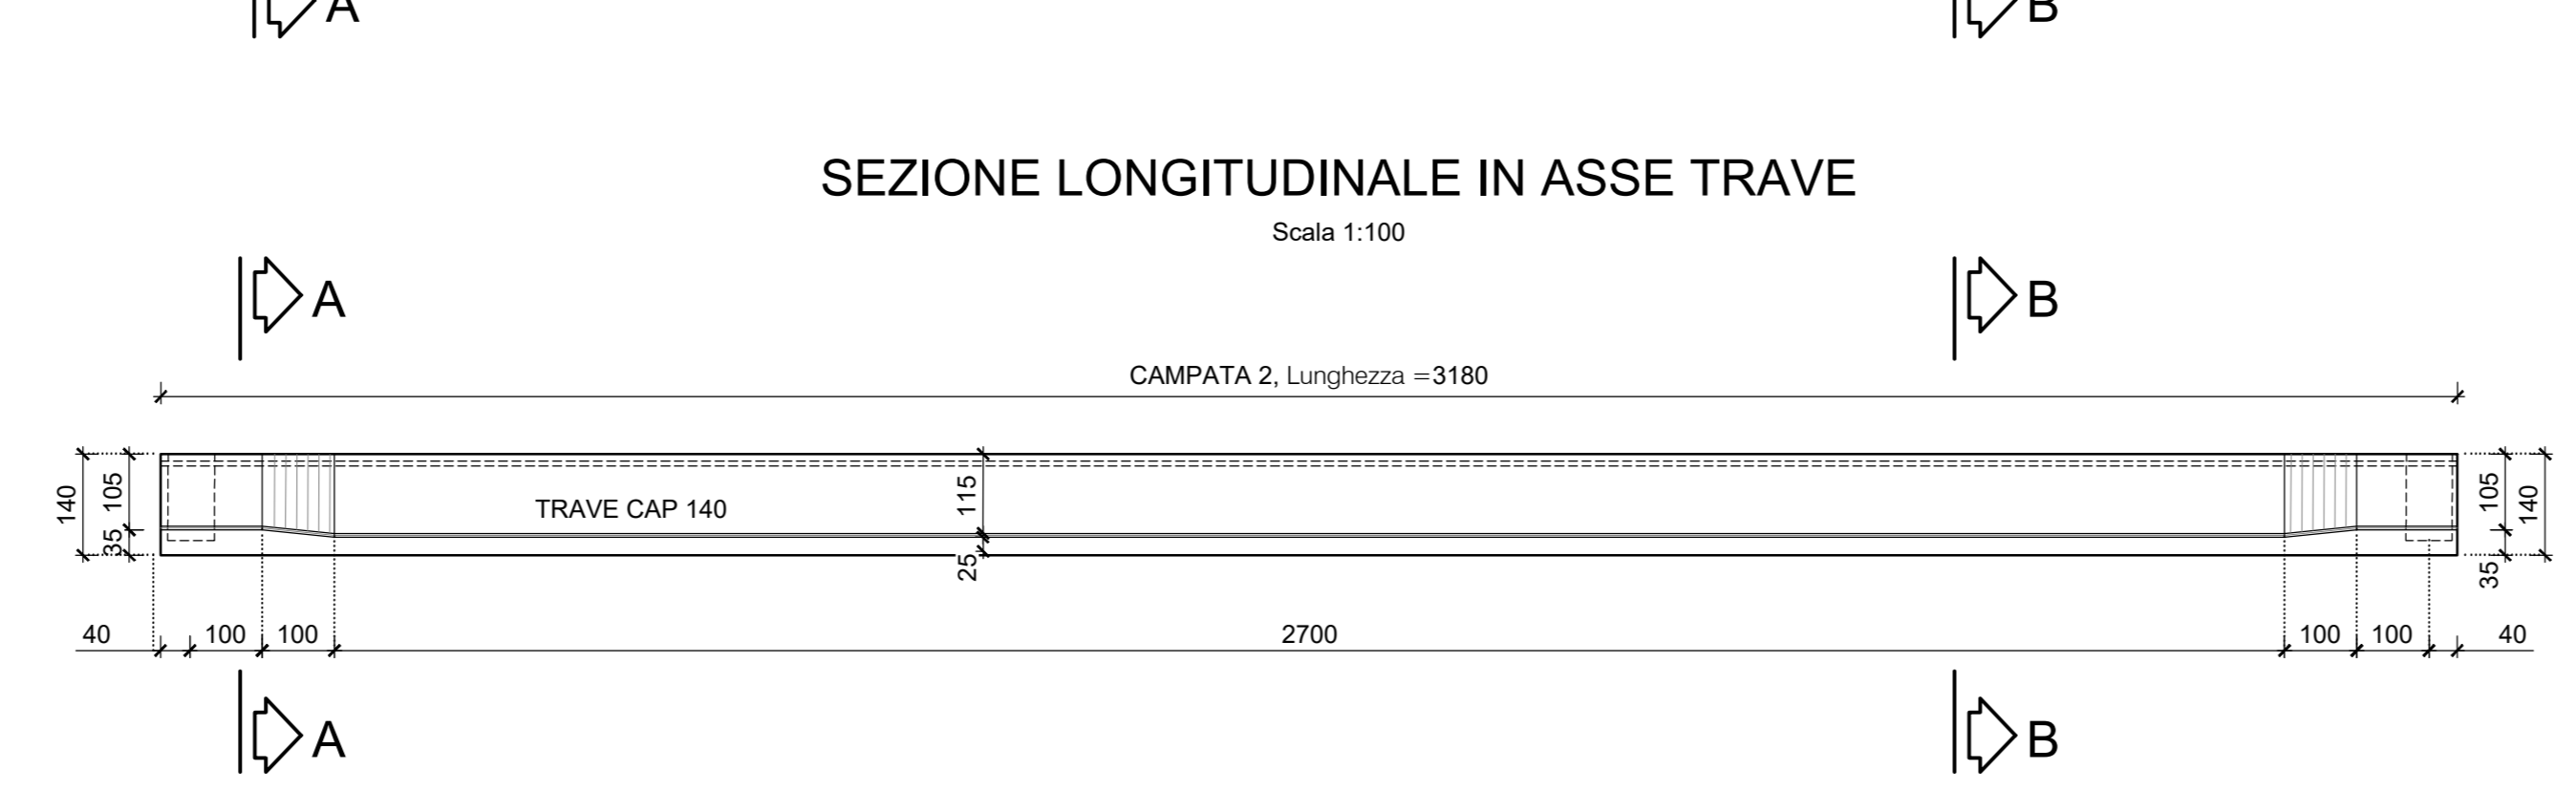 A B
SEZIONE LONGITUDINALE IN ASSE TRAVE
Scala 1:100
A B
CAMPATA 2, Lunghezza =3180
140 105 35 TRAVE CAP 140 115 25 105 35 140
40 100 100 2700 100 100 40
A B